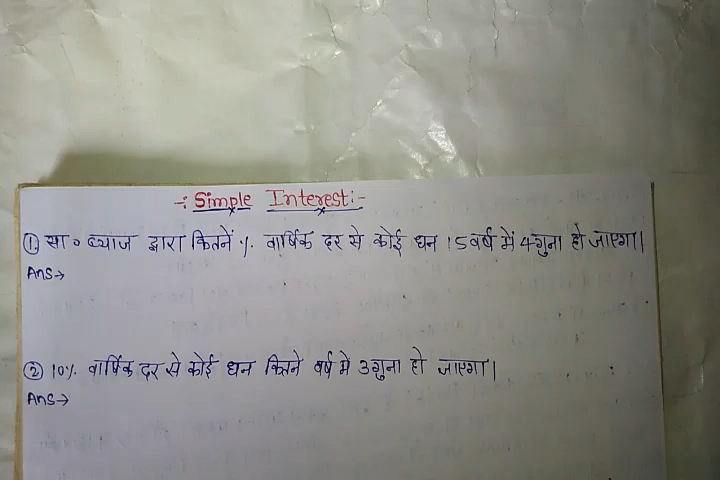 -: Simple Interest:-
① सा० ब्याज द्वारा कितनें % वार्षिक दर से कोई धन 15 वर्ष में 4 गुना हो जाएगा।
Ans→
② 10% वार्षिक दर से कोई धन कितने वर्ष मे 3 गुना हो जाएगा।
Ans→